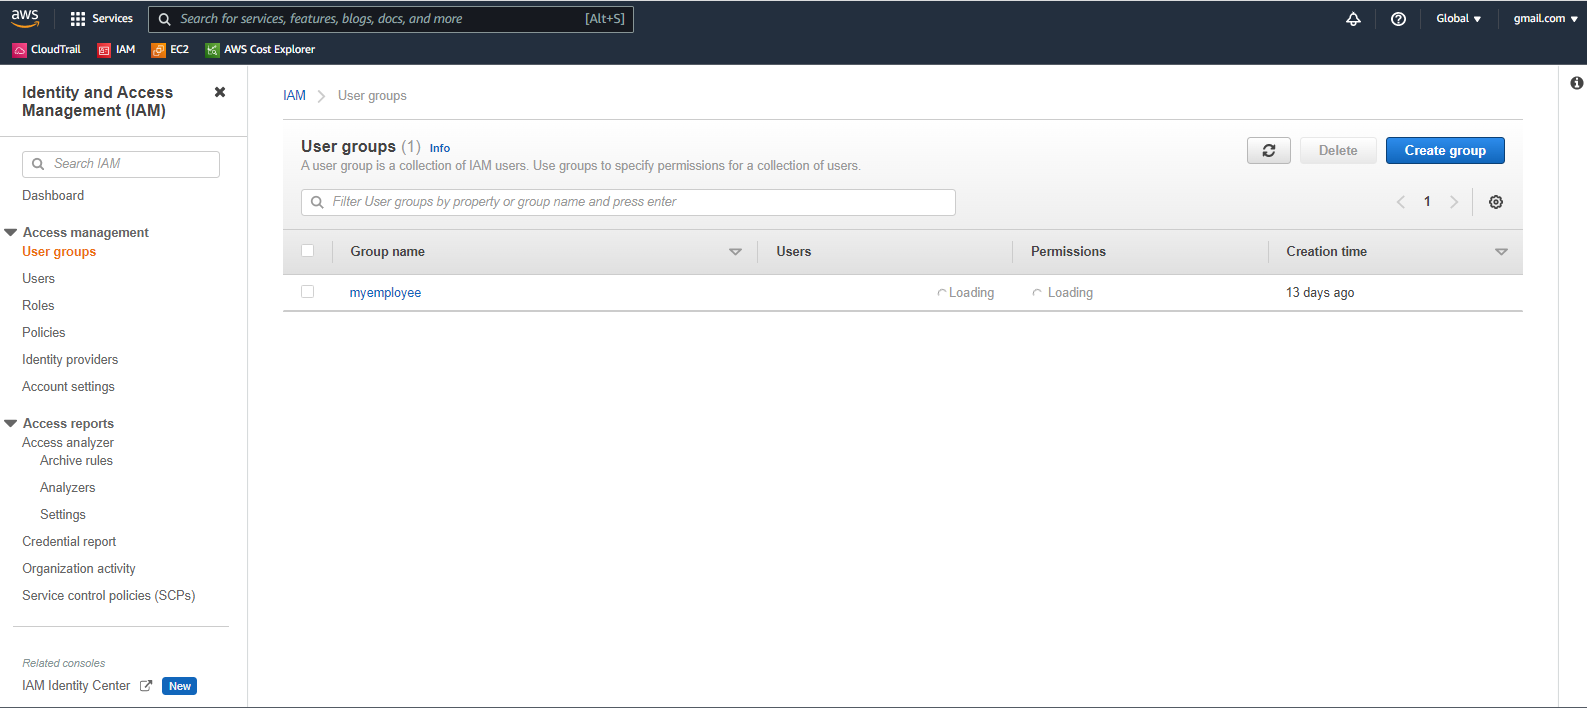 aws Services Search for services, features, blogs, docs, and more [Alt+S] Global gmail.com
CloudTrail IAM EC2 AWS Cost Explorer
Identity and Access
Management (IAM)
Search IAM
Dashboard
Access management
User groups
Users
Roles
Policies
Identity providers
Account settings
Access reports
Access analyzer
Archive rules
Analyzers
Settings
Credential report
Organization activity
Service control policies (SCPs)
Related consoles
IAM Identity Center New
IAM User groups
User groups (1) Info
A user group is a collection of IAM users. Use groups to specify permissions for a collection of users.
Delete Create group
Filter User groups by property or group name and press enter
1
Group name Users Permissions Creation time
myemployee Loading Loading 13 days ago